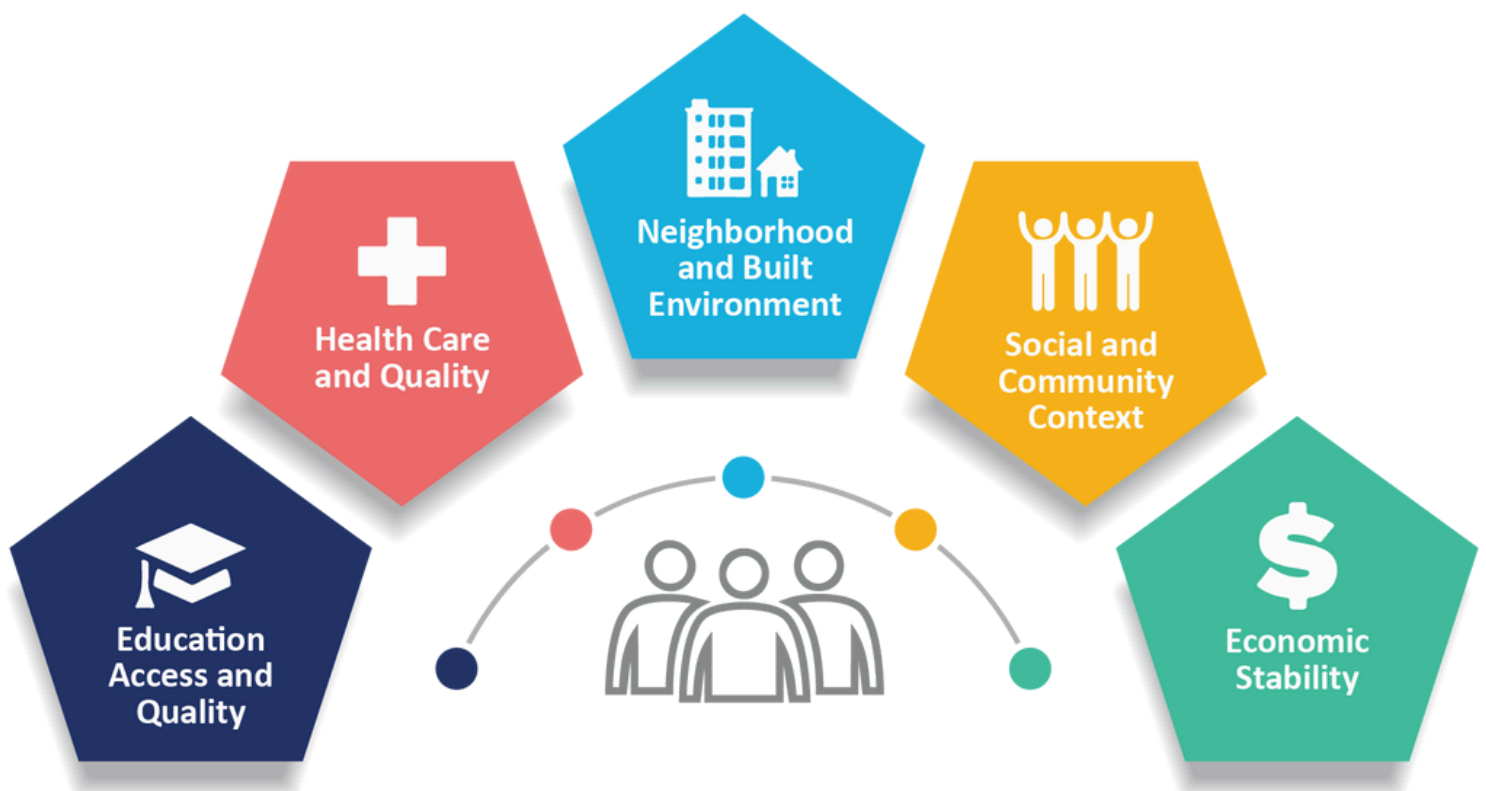 Education
Access and
Quality
Health Care
and Quality
Neighborhood
and Built
Environment
Social and
Community
Context
Economic
Stability